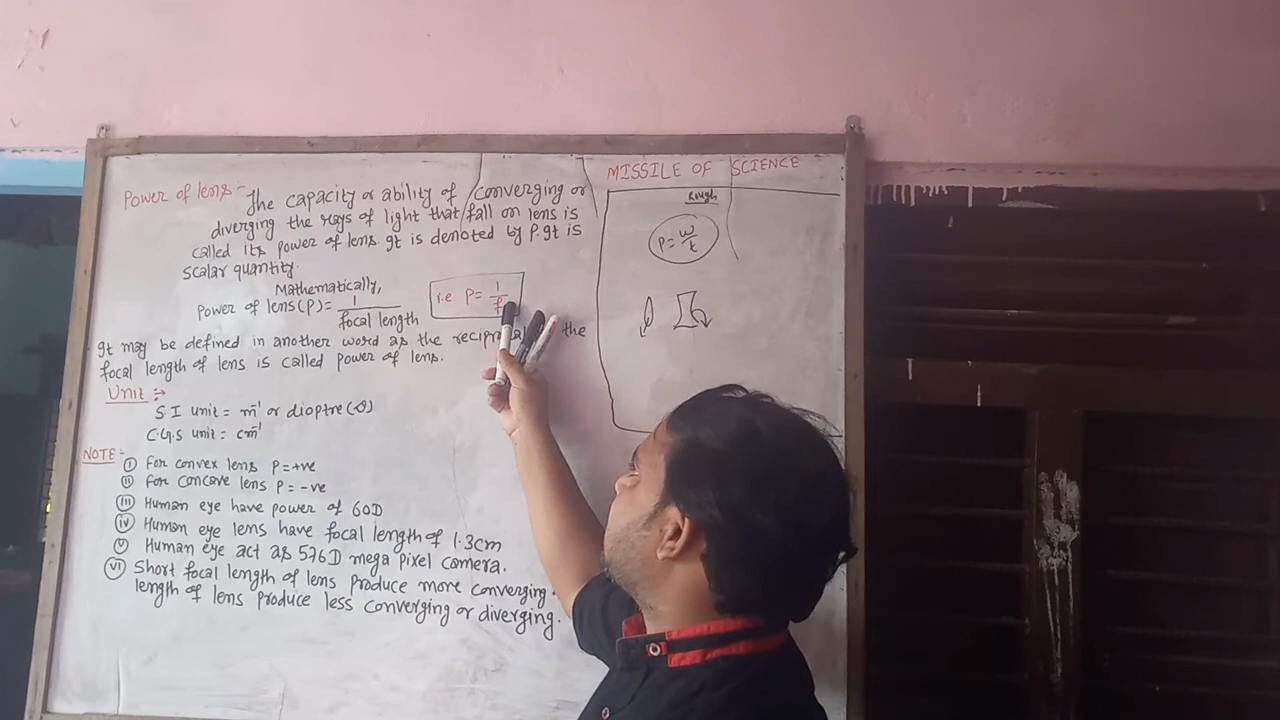 Power of lens:- The capacity or ability of converging or
diverging the rays of light that fall on lens is
called its power of lens. It is denoted by P. It is
scalar quantity.
Mathematically,
Power of lens(P) = 1/focal length
i.e P = 1/f
It may be defined in another word as the the
focal length of lens is called power of lens.
Unit :-
S.I unit = m⁻¹ or dioptre (D)
C.G.S unit = cm⁻¹
NOTE:-
(i) For convex lens P = +ve
(ii) For concave lens P = -ve
(iii) Human eye have power of 60D
(iv) Human eye lens have focal length of 1.3cm
(v) Human eye act as 576D mega pixel camera.
(vi) Short focal length of lens produce more converging.
length of lens produce less converging or diverging.
MISSILE OF SCIENCE
Rough
P = w/t